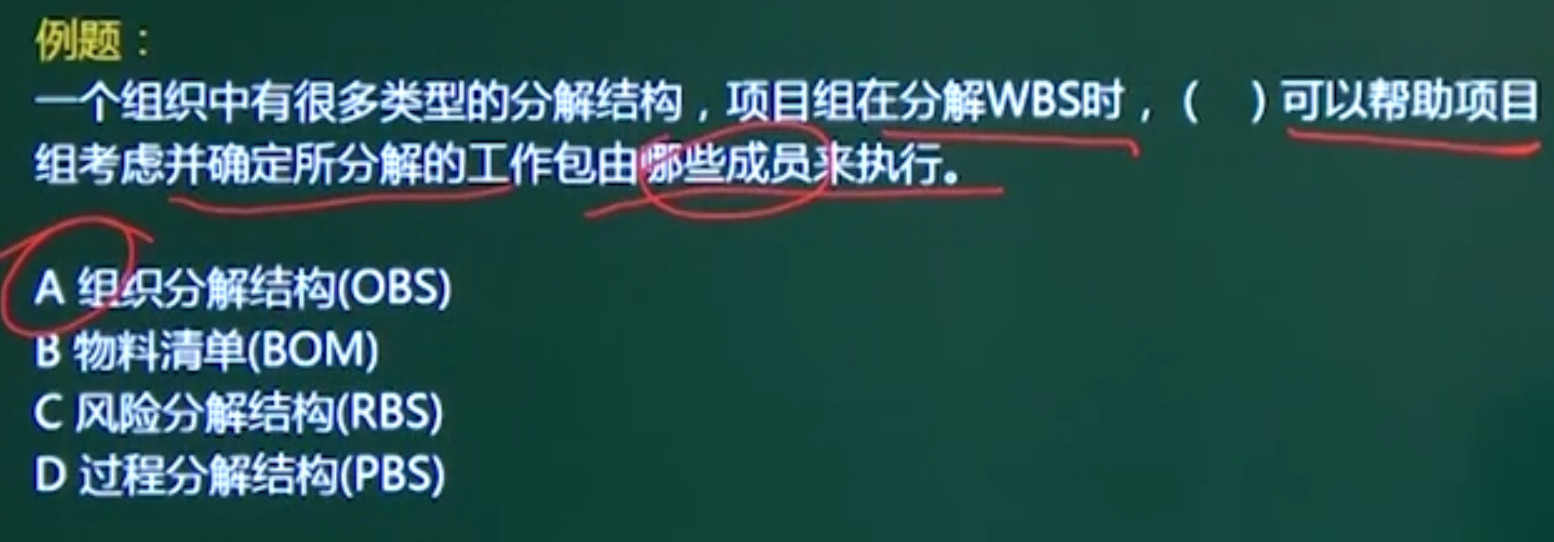 例题：
一个组织中有很多类型的分解结构，项目组在分解WBS时，（ ）可以帮助项目
组考虑并确定所分解的工作包由哪些成员来执行。
A 组织分解结构(OBS)
B 物料清单(BOM)
C 风险分解结构(RBS)
D 过程分解结构(PBS)